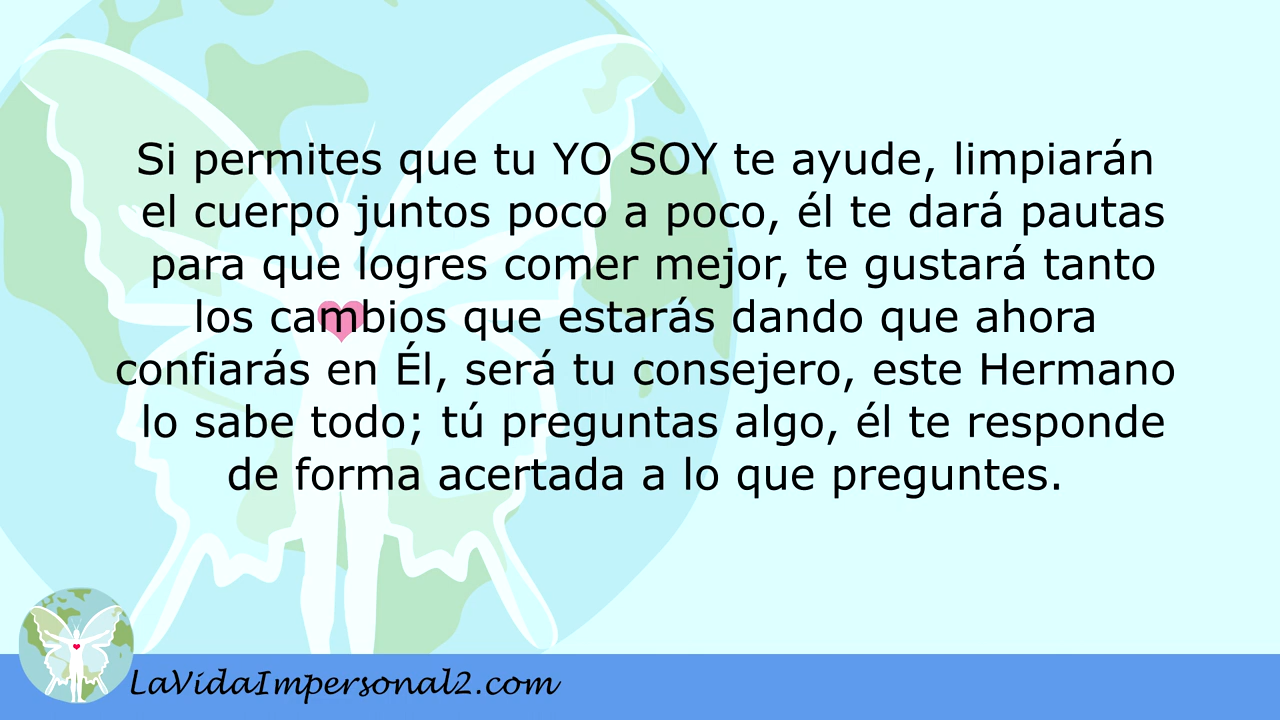 Si permites que tu YO SOY te ayude, limpiarán
el cuerpo juntos poco a poco, él te dará pautas
para que logres comer mejor, te gustará tanto
los cambios que estarás dando que ahora
confiarás en Él, será tu consejero, este Hermano
lo sabe todo; tú preguntas algo, él te responde
de forma acertada a lo que preguntes.
LaVidaImpersonal2.com